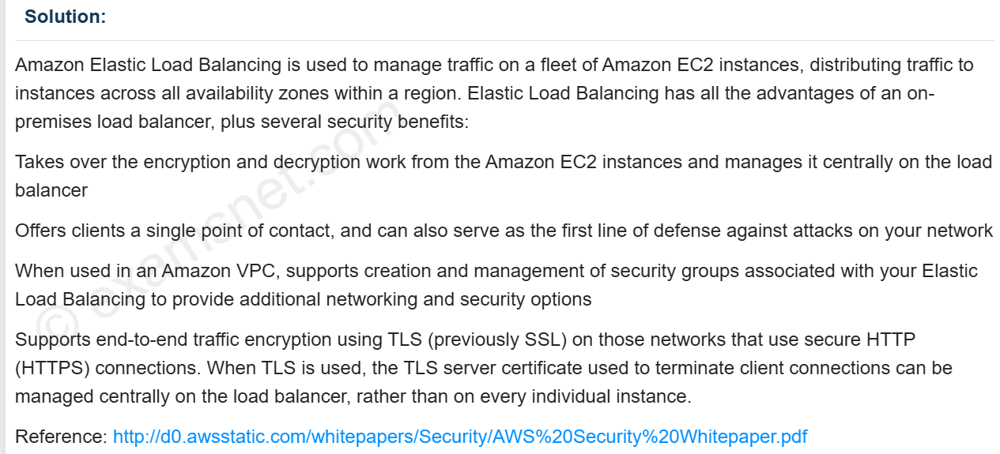 Solution:
Amazon Elastic Load Balancing is used to manage traffic on a fleet of Amazon EC2 instances, distributing traffic to
instances across all availability zones within a region. Elastic Load Balancing has all the advantages of an on-
premises load balancer, plus several security benefits:
Takes over the encryption and decryption work from the Amazon EC2 instances and manages it centrally on the load
balancer
Offers clients a single point of contact, and can also serve as the first line of defense against attacks on your network
When used in an Amazon VPC, supports creation and management of security groups associated with your Elastic
Load Balancing to provide additional networking and security options
Supports end-to-end traffic encryption using TLS (previously SSL) on those networks that use secure HTTP
(HTTPS) connections. When TLS is used, the TLS server certificate used to terminate client connections can be
managed centrally on the load balancer, rather than on every individual instance.
Reference: http://d0.awsstatic.com/whitepapers/Security/AWS%20Security%20Whitepaper.pdf
© examsnet.com